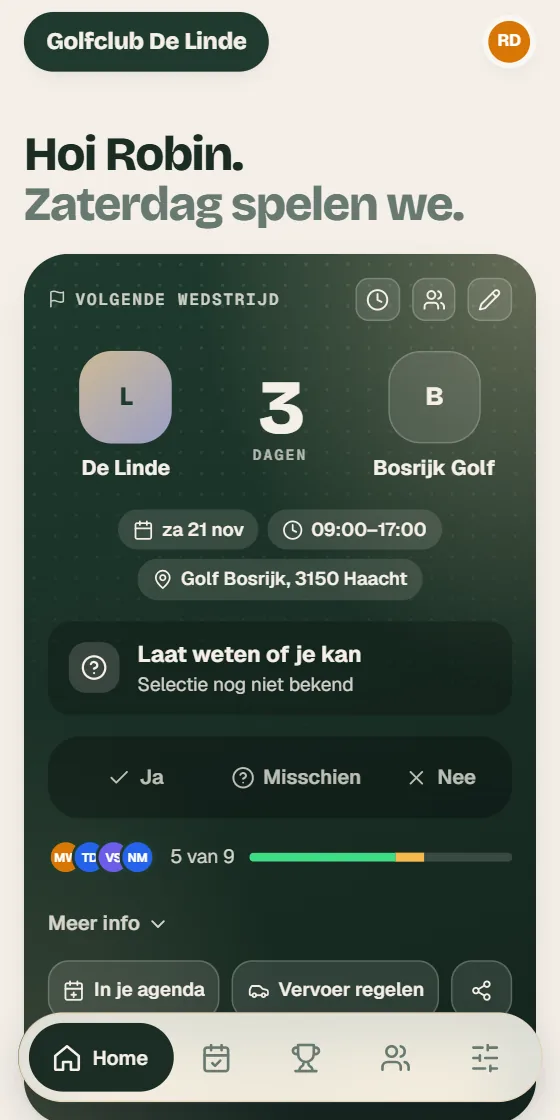 Golfclub De Linde
RD
Hoi Robin.
Zaterdag spelen we.
VOLGENDE WEDSTRIJD
L
3
B
DAGEN
De Linde
Bosrijk Golf
za 21 nov
09:00–17:00
Golf Bosrijk, 3150 Haacht
Laat weten of je kan
Selectie nog niet bekend
Ja
Misschien
Nee
VS
NM
5 van 9
Meer info
In je agenda
Vervoer regelen
Home